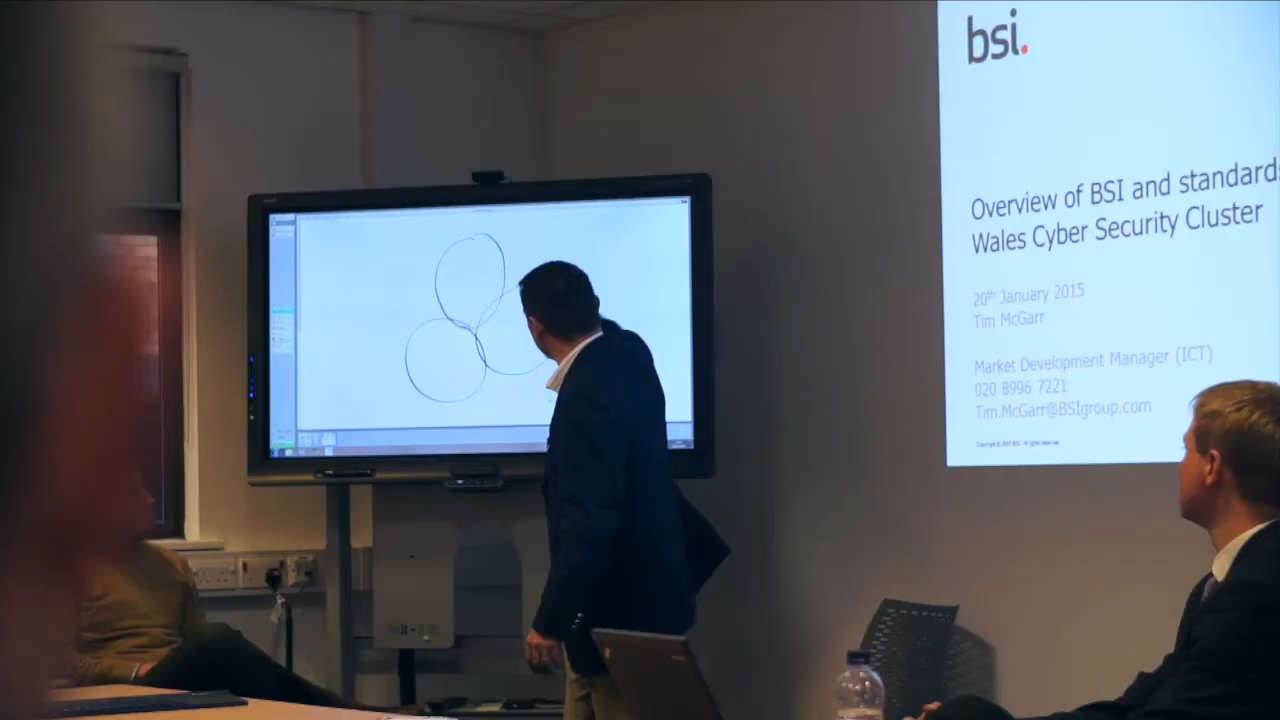 bsi.
Overview of BSI and standards
Wales Cyber Security Cluster
20th January 2015
Tim McGarr
Market Development Manager (ICT)
020 8996 7221
Tim.McGarr@BSIgroup.com